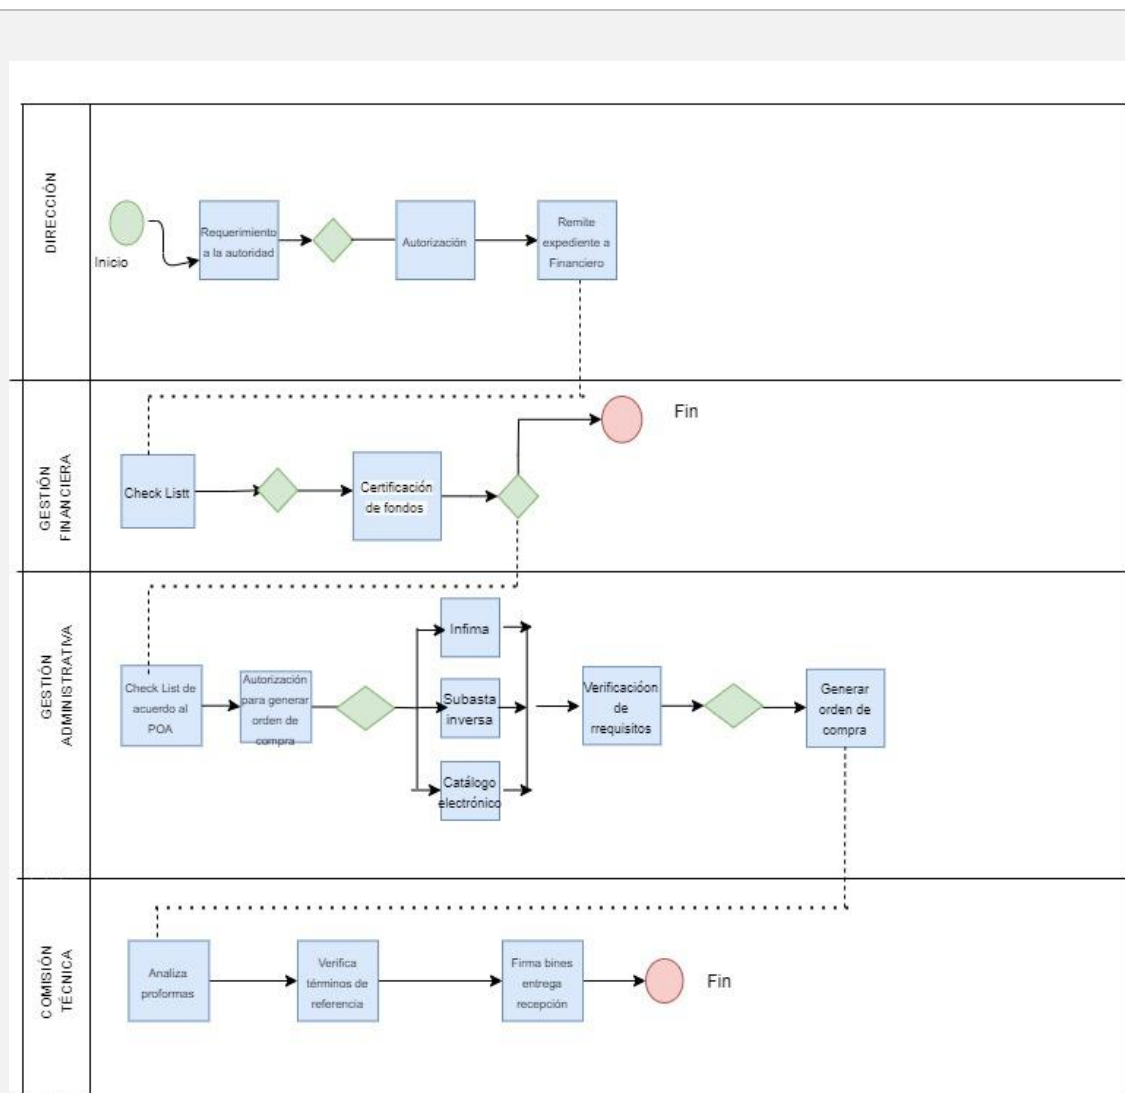 DIRECCIÓN
Inicio
Requerimiento
a la autoridad
Autorización
Remite
expediente a
Financiero
GESTIÓN
FINANCIERA
Check Listt
Certificación
de fondos
Fin
GESTIÓN
ADMINISTRATIVA
Check List de
acuerdo al
POA
Autorización
para generar
orden de
compra
Infima
Subasta
inversa
Catálogo
electrónico
Verificacióon
de
rrequisitos
Generar
orden de
compra
COMISIÓN
TÉCNICA
Analiza
proformas
Verifica
términos de
referencia
Firma bines
entrega
recepción
Fin